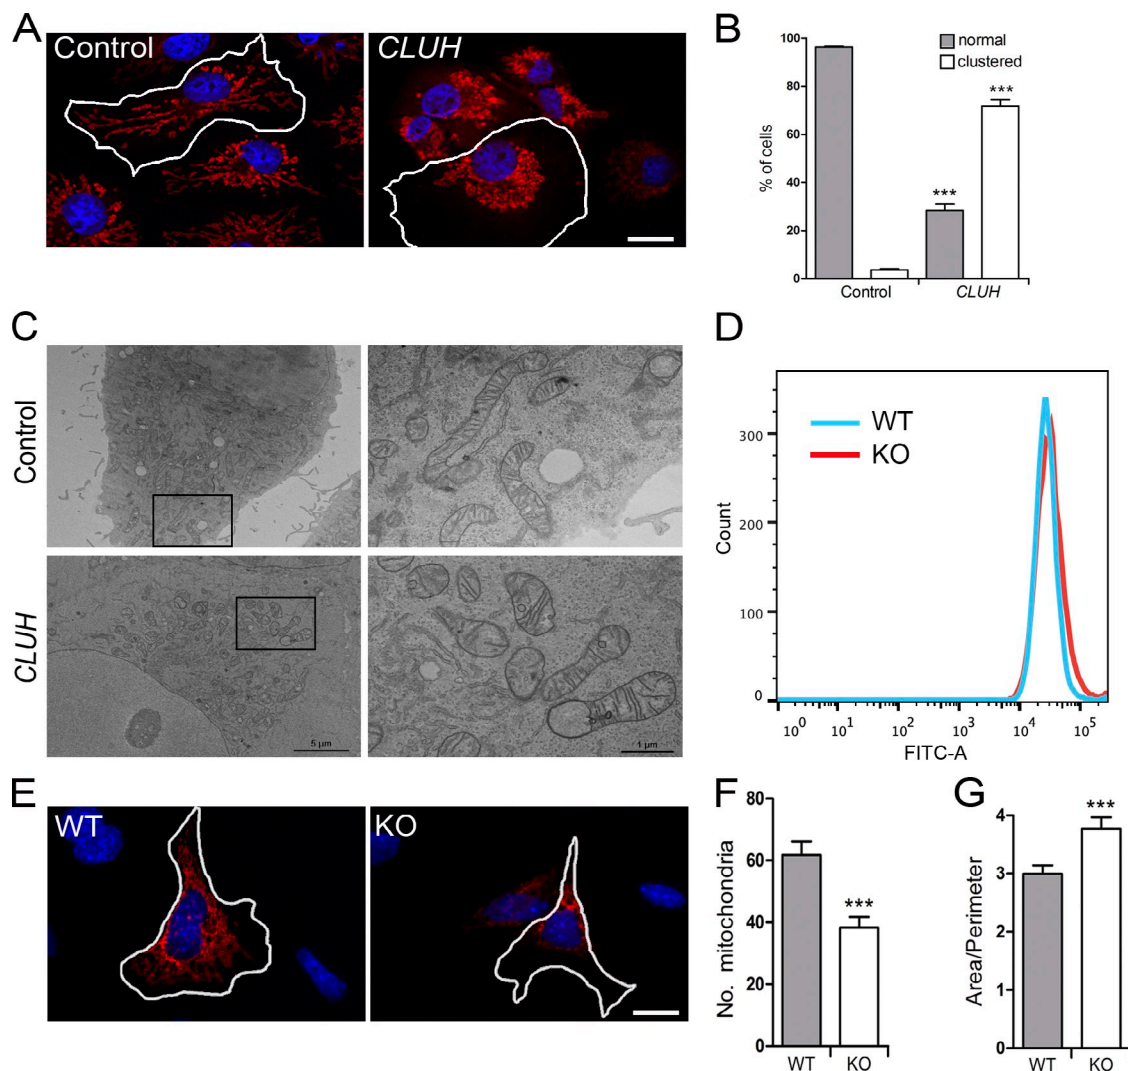 A
Control
CLUH
B
100
80
60
40
20
0
% of cells
normal
clustered
***
***
Control
CLUH
C
Control
CLUH
5 µm
1 µm
D
300
200
100
0
Count
WT
KO
10^0 10^1 10^2 10^3 10^4 10^5
FITC-A
E
WT
KO
F
80
60
40
20
0
No. mitochondria
***
WT
KO
G
4
3
4
2
1
0
Area/Perimeter
***
WT
KO